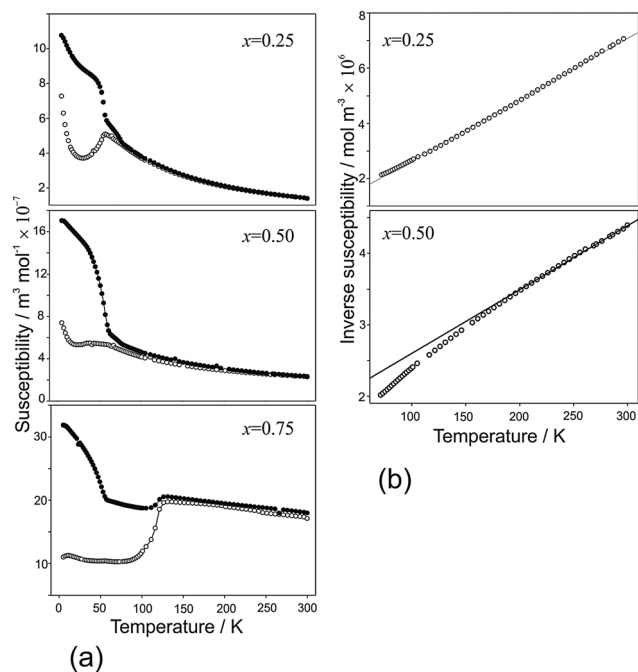 x=0.25
10
8
6
4
2
x=0.50
16
12
8
4
0
x=0.75
30
20
10
0 50 100 150 200 250 300
Susceptibility / m³ mol⁻¹ × 10⁻⁷
Temperature / K
(a)
x=0.25
8
6
4
2
x=0.50
4
3
2
100 150 200 250 300
Inverse susceptibility / mol m⁻³ × 10⁶
Temperature / K
(b)